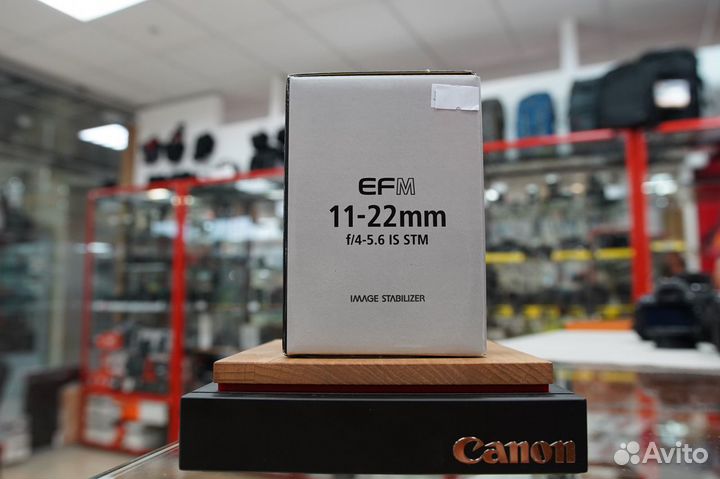 EFM
11-22mm
f/4-5.6 IS STM
IMAGE STABILIZER
Canon
Avito